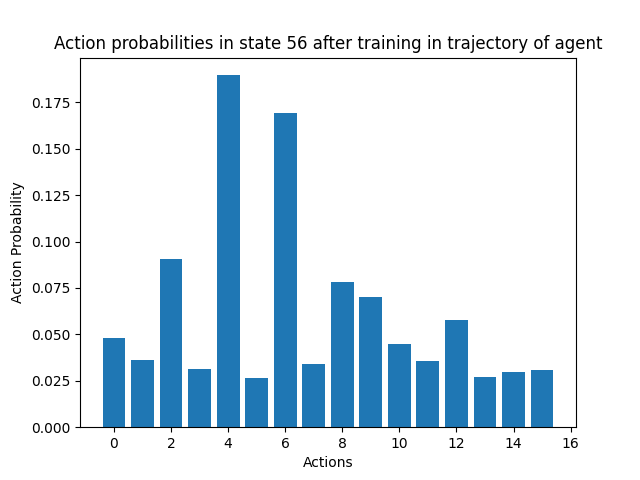 Action probabilities in state 56 after training in trajectory of agent
0.175
0.150
0.125
0.100
0.075
0.050
0.025
0.000
Action Probability
0 2 4 6 8 10 12 14 16
Actions